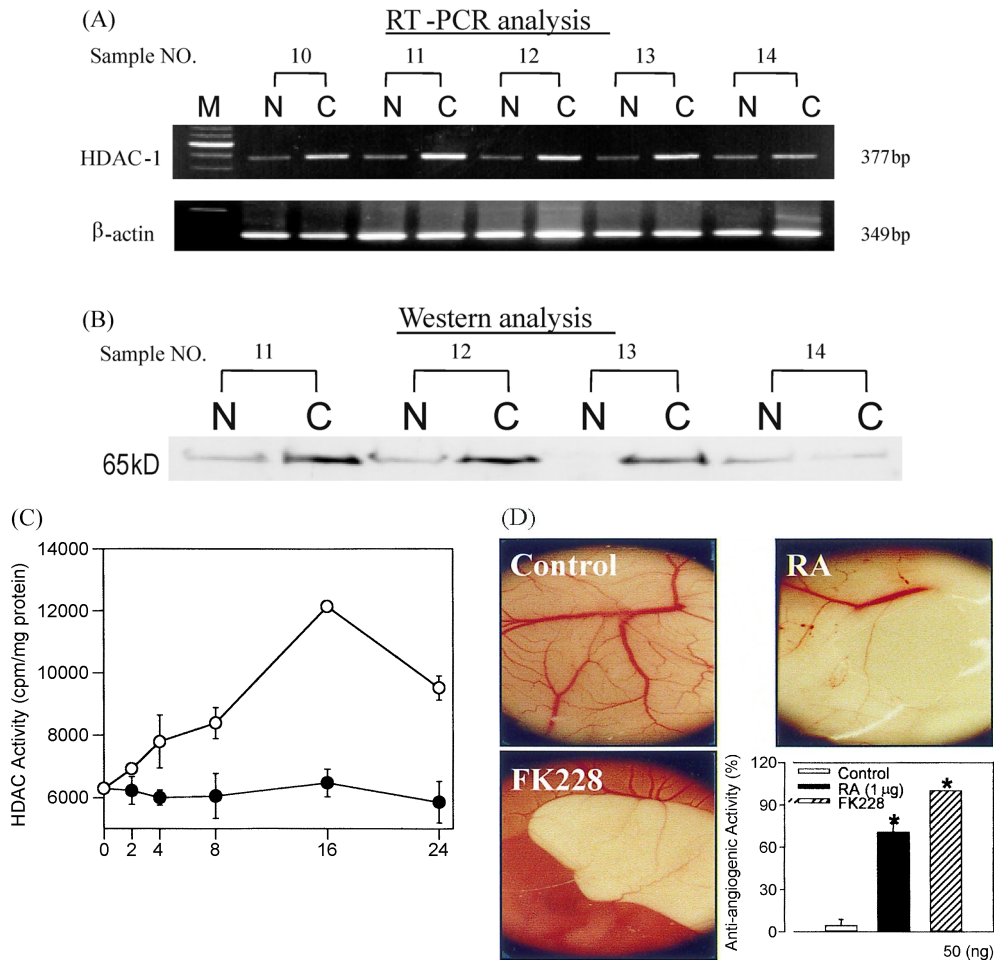 (A)
RT -PCR analysis
Sample NO. 10 11 12 13 14
M N C N C N C N C N C
HDAC-1 377bp
β-actin 349bp
(B)
Western analysis
Sample NO. 11 12 13 14
N C N C N C N C
65kD
(C)
HDAC Activity (cpm/mg protein)
14000
12000
10000
8000
6000
0 2 4 8 16 24
(D)
Control
RA
FK228
Anti-angiogenic Activity (%)
120
90
60
30
0
Control
RA (1 μg)
FK228
* *
50 (ng)